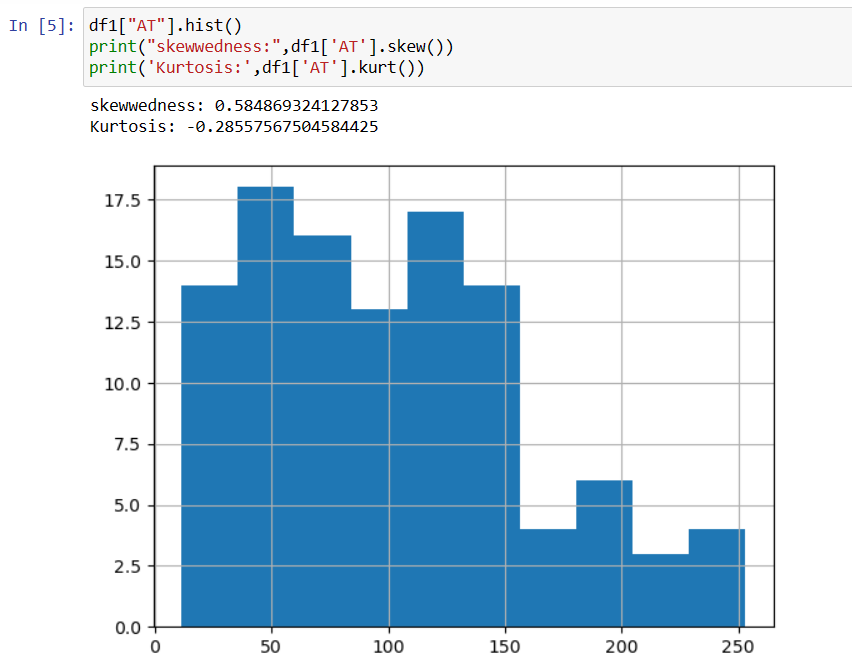 In [5]: df1["AT"].hist()
print("skewwedness:",df1['AT'].skew())
print('Kurtosis:',df1['AT'].kurt())
skewwedness: 0.584869324127853
Kurtosis: -0.28557567504584425
17.5
15.0
12.5
10.0
7.5
5.0
2.5
0.0
0 50 100 150 200 250